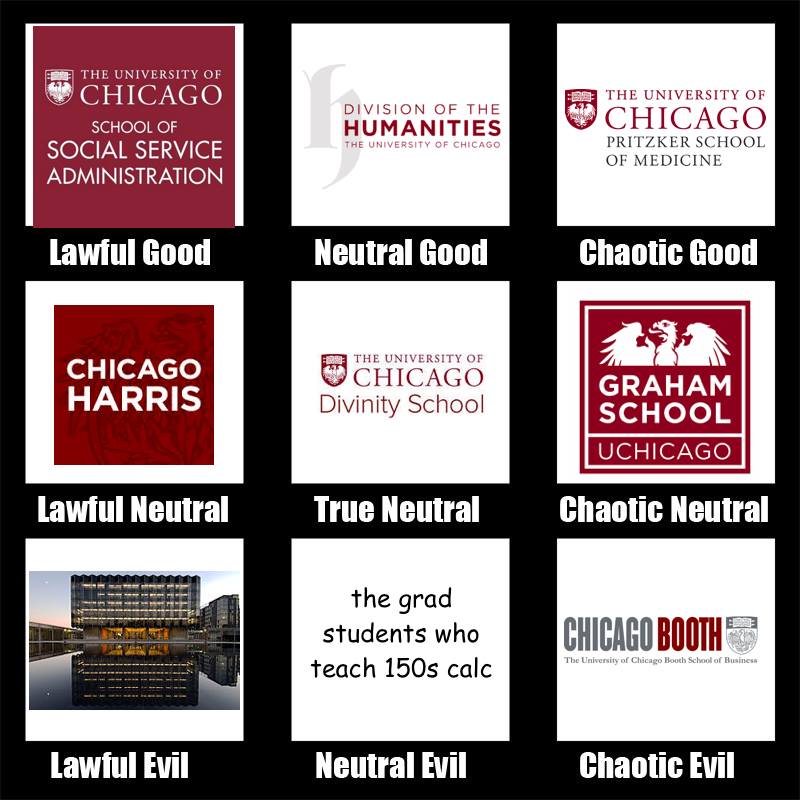 THE UNIVERSITY OF
CHICAGO
SCHOOL OF
SOCIAL SERVICE
ADMINISTRATION
Lawful Good
h
DIVISION OF THE
HUMANITIES
THE UNIVERSITY OF CHICAGO
Neutral Good
THE UNIVERSITY OF
CHICAGO
PRITZKER SCHOOL
OF MEDICINE
Chaotic Good
CHICAGO
HARRIS
Lawful Neutral
THE UNIVERSITY OF
CHICAGO
Divinity School
True Neutral
GRAHAM
SCHOOL
UCHICAGO
Chaotic Neutral
Lawful Evil
the grad
students who
teach 150s calc
Neutral Evil
CHICAGO BOOTH
The University of Chicago Booth School of Business
Chaotic Evil